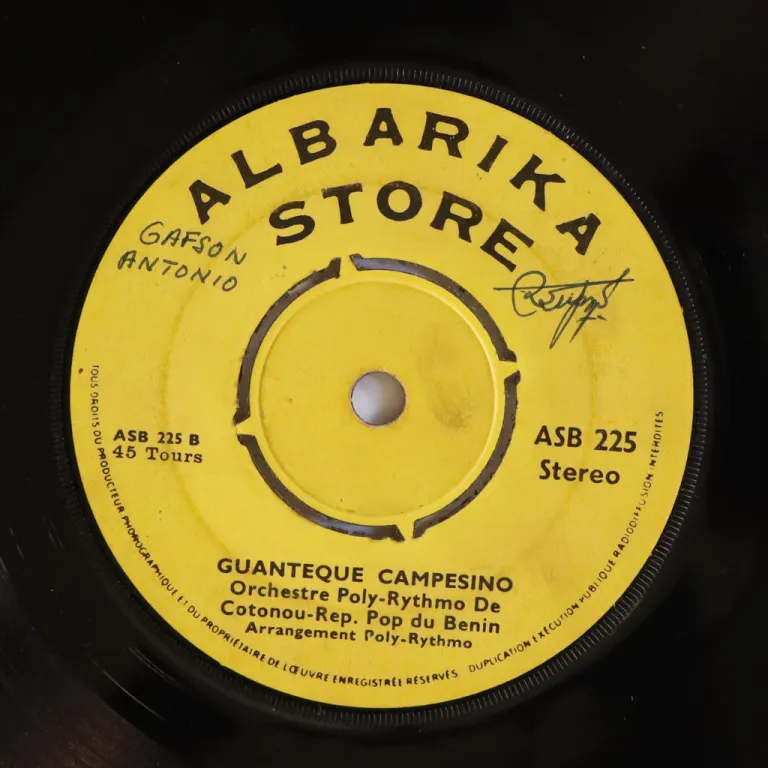 ALBARIKA
STORE
GAFSON
ANTONIO
ASB 225 B
45 Tours
ASB 225
Stereo
GUANTEQUE CAMPESINO
Orchestre Poly-Rythmo De
Cotonou-Rep. Pop du Benin
Arrangement Poly-Rythmo
TOUS DROITS DU PRODUCTEUR PHONOGRAPHIQUE ET DU PROPRIÉTAIRE DE L'ŒUVRE ENREGISTRÉE RÉSERVÉS DUPLICATION EXÉCUTION PUBLIQUE RADIODIFFUSION INTERDITES